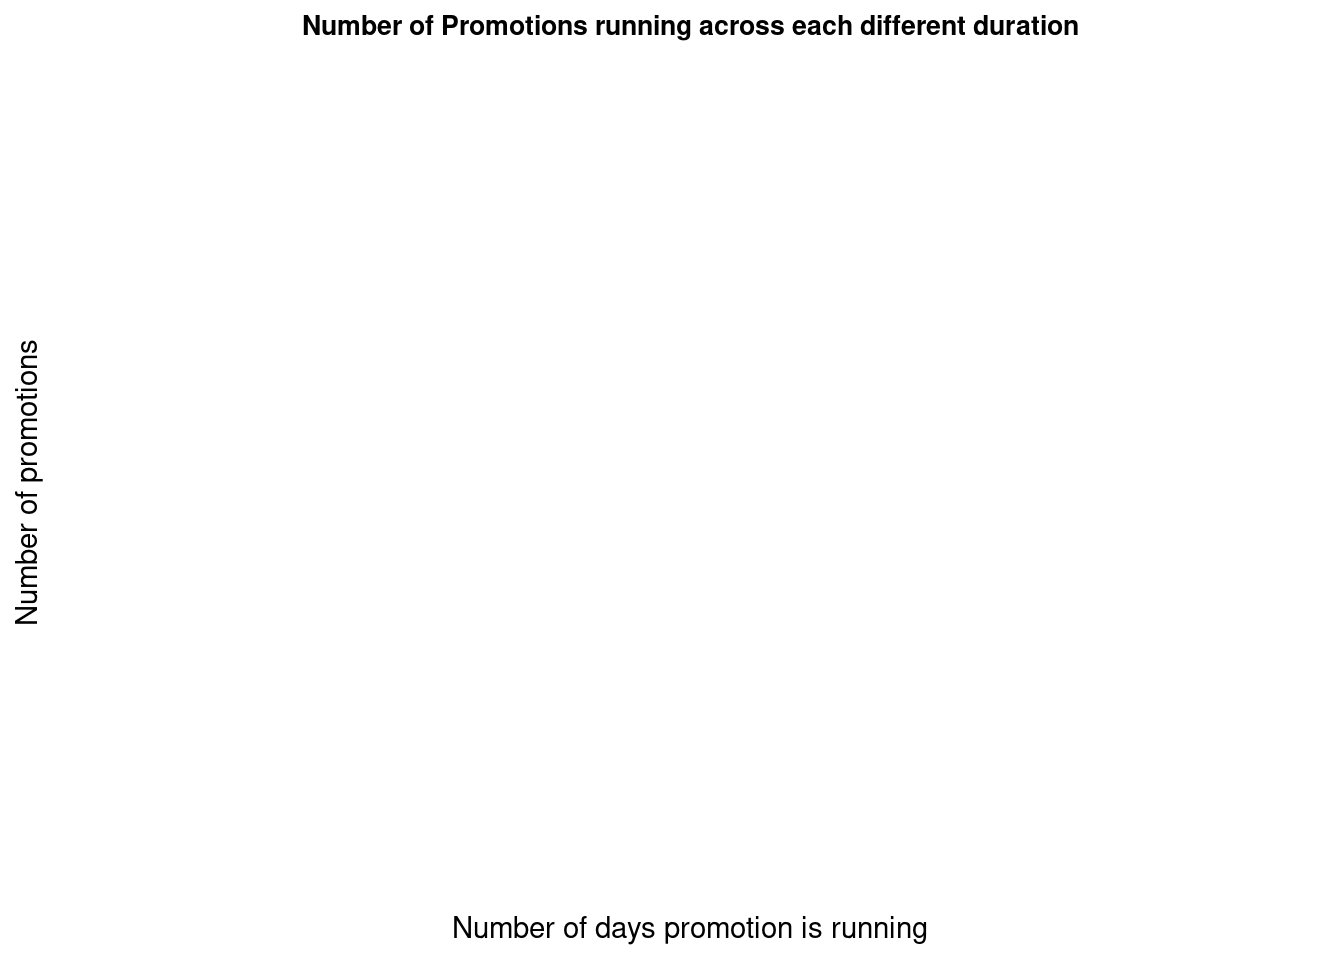 Number of Promotions running across each different duration
Number of promotions
Number of days promotion is running